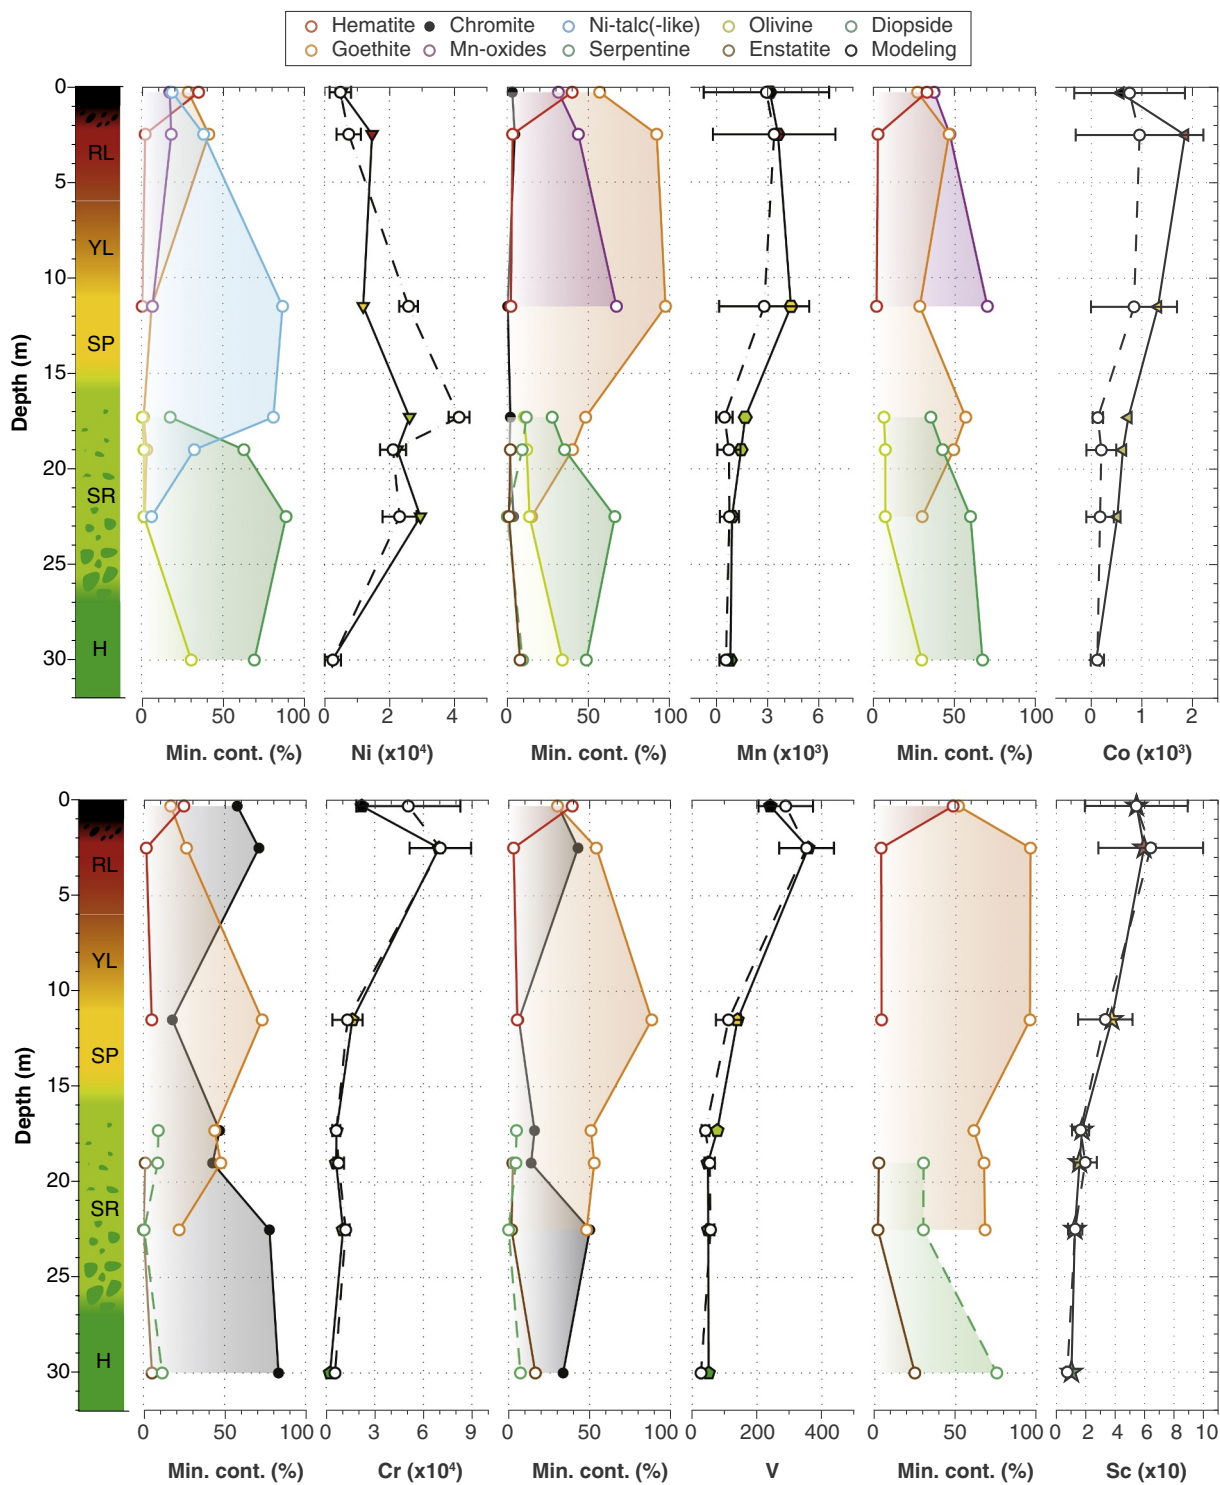 Hematite Chromite Ni-talc(-like) Olivine Diopside
Goethite Mn-oxides Serpentine Enstatite Modeling
0
5
10
15
20
25
30
Depth (m)
RL
YL
SP
SR
H
0 50 100 0 2 4 0 50 100 0 3 6 0 50 100 0 1 2
Min. cont. (%) Ni (x10⁴) Min. cont. (%) Mn (x10³) Min. cont. (%) Co (x10³)
0
5
10
15
20
25
30
Depth (m)
RL
YL
SP
SR
H
0 50 100 0 3 6 9 0 50 100 0 200 400 0 50 100 0 2 4 6 8 10
Min. cont. (%) Cr (x10⁴) Min. cont. (%) V Min. cont. (%) Sc (x10)